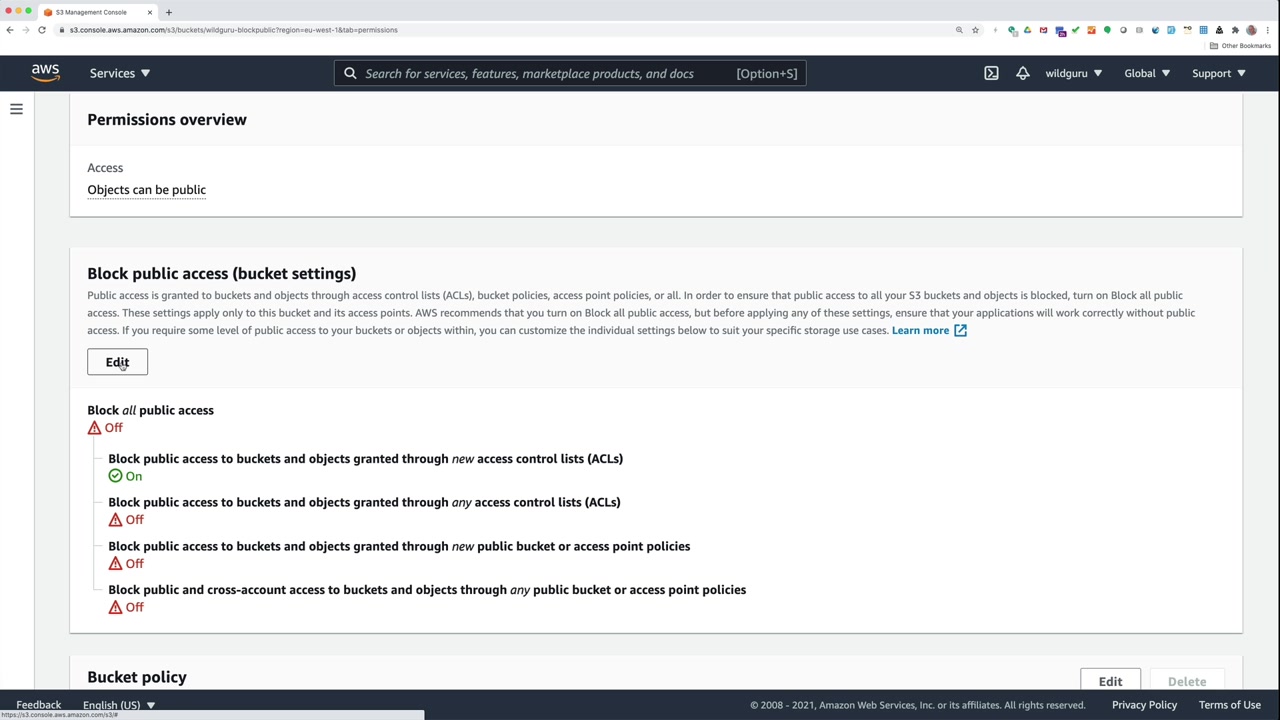 S3 Management Console
s3.console.aws.amazon.com/s3/buckets/wildguru-blockpublic?region=eu-west-1&tab=permissions
Other Bookmarks
aws
Services
Search for services, features, marketplace products, and docs
[Option+S]
wildguru
Global
Support
Permissions overview
Access
Objects can be public
Block public access (bucket settings)
Public access is granted to buckets and objects through access control lists (ACLs), bucket policies, access point policies, or all. In order to ensure that public access to all your S3 buckets and objects is blocked, turn on Block all public
access. These settings apply only to this bucket and its access points. AWS recommends that you turn on Block all public access, but before applying any of these settings, ensure that your applications will work correctly without public
access. If you require some level of public access to your buckets or objects within, you can customize the individual settings below to suit your specific storage use cases. Learn more
Edit
Block all public access
Off
Block public access to buckets and objects granted through new access control lists (ACLs)
On
Block public access to buckets and objects granted through any access control lists (ACLs)
Off
Block public access to buckets and objects granted through new public bucket or access point policies
Off
Block public and cross-account access to buckets and objects through any public bucket or access point policies
Off
Bucket policy
Edit
Delete
Feedback
English (US)
© 2008 - 2021, Amazon Web Services, Inc. or its affiliates. All rights reserved.
Privacy Policy
Terms of Use
https://s3.console.aws.amazon.com/s3/#